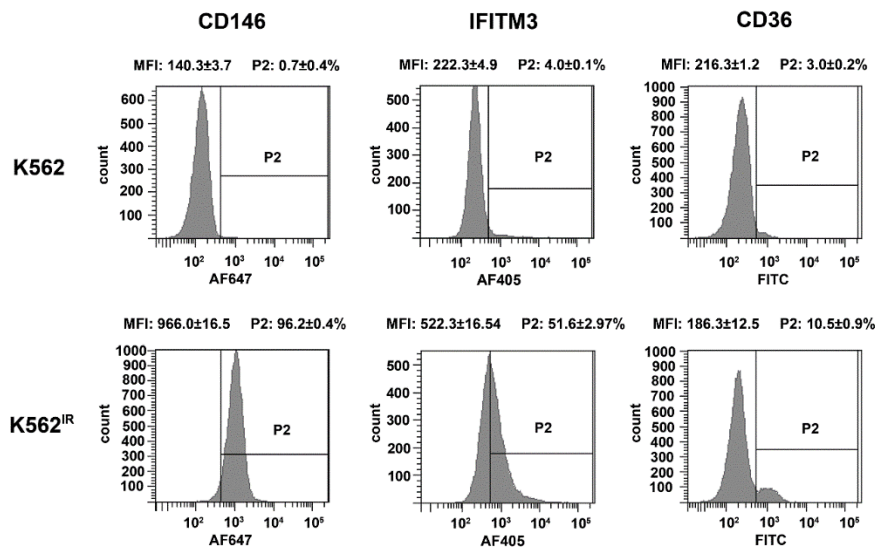 CD146 IFITM3 CD36
MFI: 140.3±3.7 P2: 0.7±0.4% MFI: 222.3±4.9 P2: 4.0±0.1% MFI: 216.3±1.2 P2: 3.0±0.2%
K562
count
600
500
400
300
200
100
P2
10² 10³ 10⁴ 10⁵
AF647
count
500
400
300
200
100
P2
10² 10³ 10⁴ 10⁵
AF405
count
1000
900
800
700
600
500
400
300
200
100
P2
10² 10³ 10⁴ 10⁵
FITC
MFI: 966.0±16.5 P2: 96.2±0.4% MFI: 522.3±16.54 P2: 51.6±2.97% MFI: 186.3±12.5 P2: 10.5±0.9%
K562ᴵᴿ
count
1000
900
800
700
600
500
400
300
200
100
P2
10² 10³ 10⁴ 10⁵
AF647
count
500
400
300
200
100
P2
10² 10³ 10⁴ 10⁵
AF405
count
1000
900
800
700
600
500
400
300
200
100
P2
10² 10³ 10⁴ 10⁵
FITC